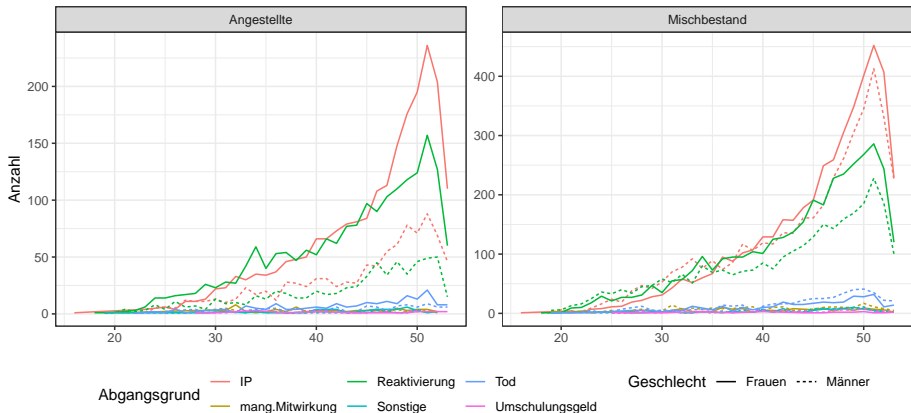 Angestellte
Mischbestand
Anzahl
200
150
100
50
0
400
300
200
100
0
20
30
40
50
20
30
40
50
Abgangsgrund
IP
Reaktivierung
Tod
mang.Mitwirkung
Sonstige
Umschulungsgeld
Geschlecht
Frauen
Männer